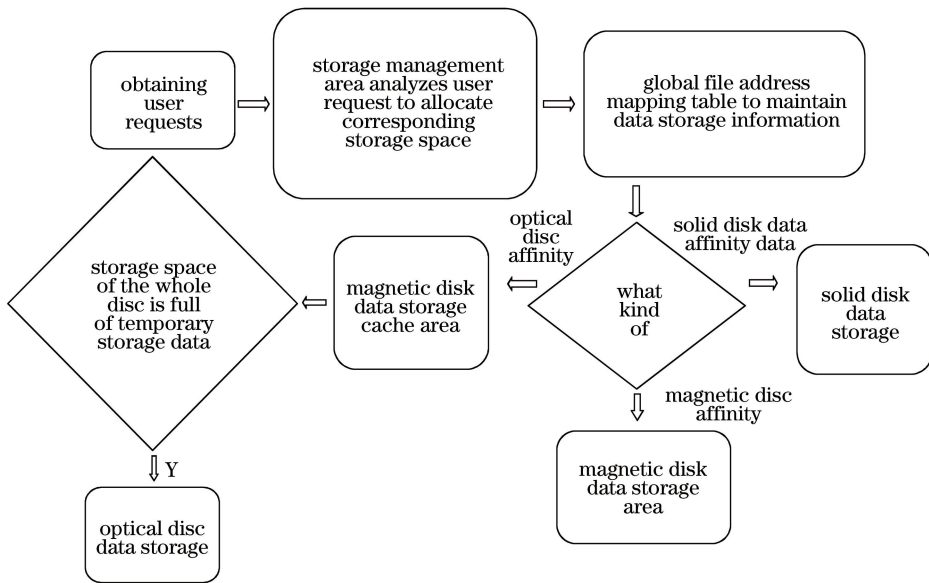 obtaining
user
requests
storage management
area analyzes user
request to allocate
corresponding
storage space
global file address
mapping table to maintain
data storage information
optical
disc
affinity
solid disk data
affinity data
what
kind
of
solid disk
data
storage
magnetic disc
affinity
magnetic disk
data storage
area
magnetic disk
data storage
cache area
storage space
of the whole
disc is full
of temporary
storage data
Y
optical disc
data storage